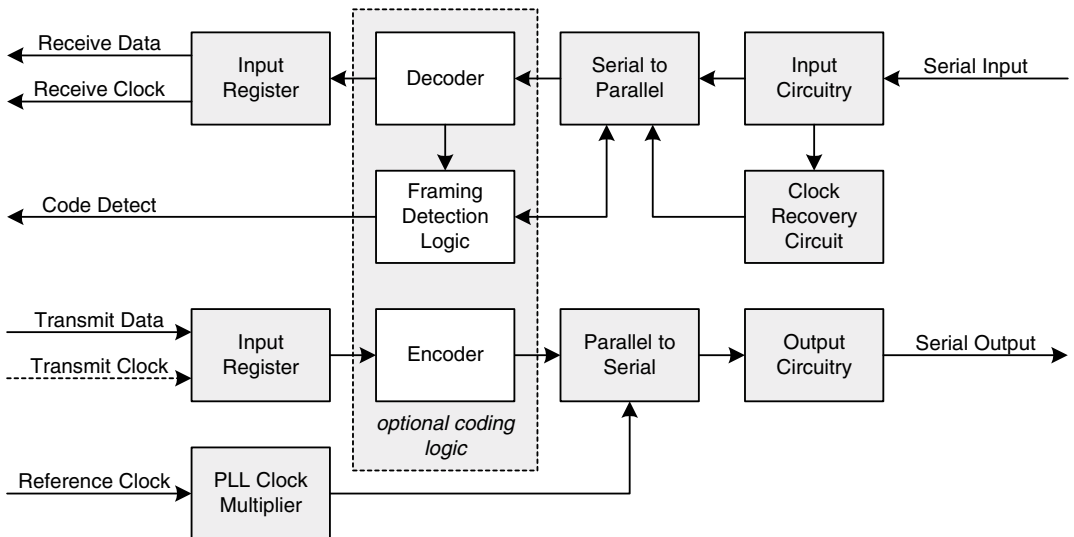 Receive Data
Receive Clock
Input
Register
Decoder
Serial to
Parallel
Input
Circuitry
Serial Input
Code Detect
Framing
Detection
Logic
Clock
Recovery
Circuit
Transmit Data
Transmit Clock
Input
Register
Encoder
Parallel to
Serial
Output
Circuitry
Serial Output
optional coding
logic
Reference Clock
PLL Clock
Multiplier